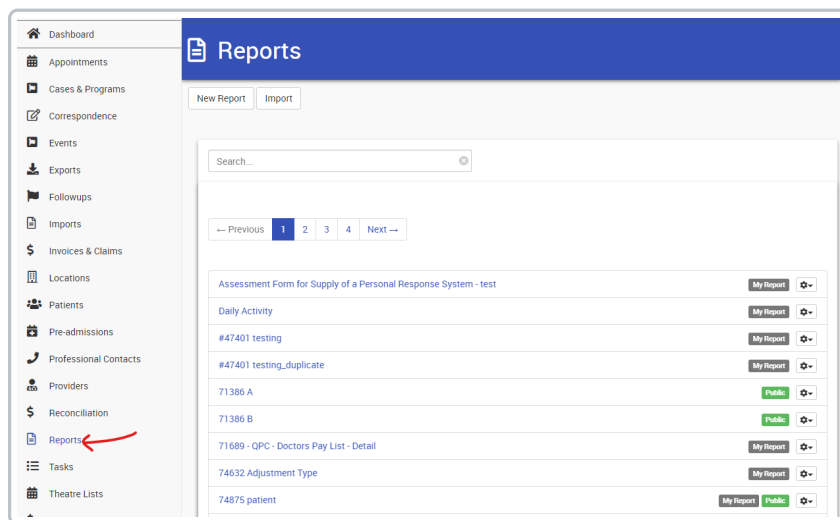 Dashboard
Appointments
Cases & Programs
Correspondence
Events
Exports
Followups
Imports
Invoices & Claims
Locations
Patients
Pre-admissions
Professional Contacts
Providers
Reconciliation
Reports
Tasks
Theatre Lists
Reports
New Report Import
Search...
← Previous 1 2 3 4 Next →
Assessment Form for Supply of a Personal Response System - test My Report
Daily Activity My Report
#47401 testing My Report
#47401 testing_duplicate My Report
71386 A Public
71386 B Public
71689 - QPC - Doctors Pay List - Detail My Report
74632 Adjustment Type My Report
74875 patient My Report Public